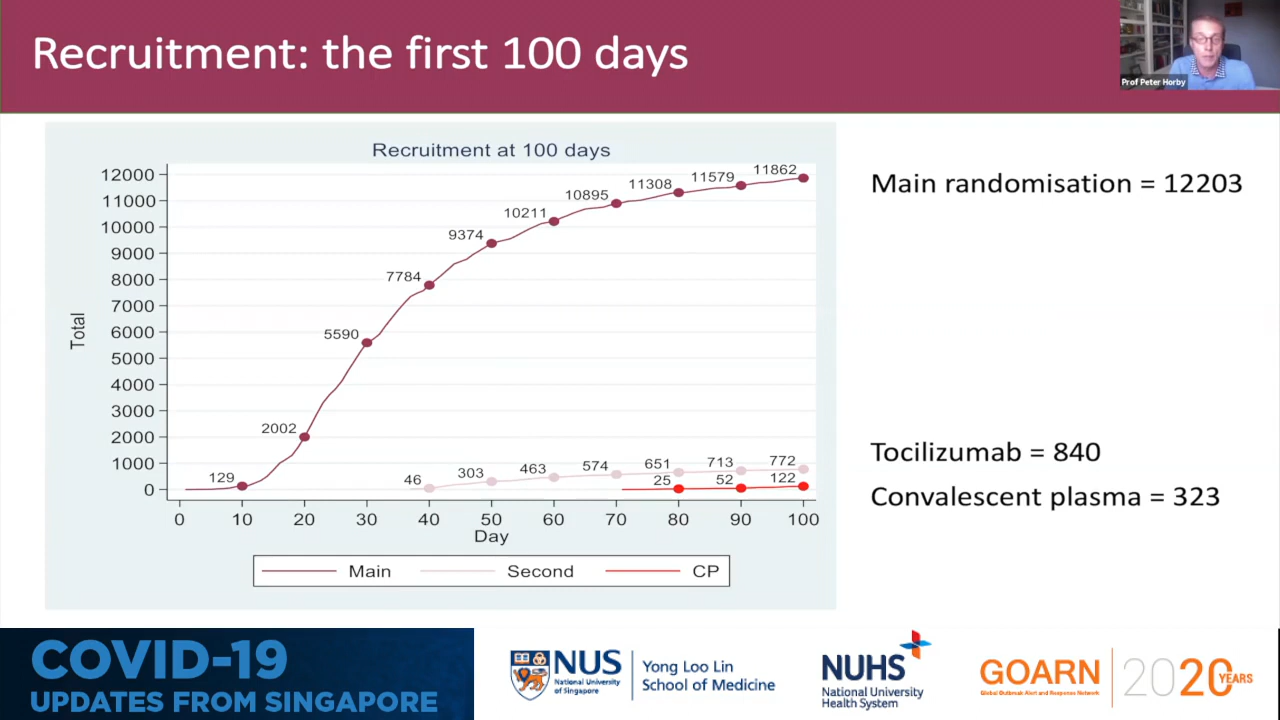 Recruitment: the first 100 days
Prof Peter Horby
Recruitment at 100 days
Total
12000
11000
10000
9000
8000
7000
6000
5000
4000
3000
2000
1000
0
129
2002
5590
7784
9374
10211
10895
11308
11579
11862
46
303
463
574
651
713
772
25
52
122
0 10 20 30 40 50 60 70 80 90 100
Day
Main Second CP
Main randomisation = 12203
Tocilizumab = 840
Convalescent plasma = 323
COVID-19
UPDATES FROM SINGAPORE
NUS
National University
of Singapore
Yong Loo Lin
School of Medicine
NUHS
National University
Health System
GOARN
Global Outbreak Alert and Response Network
2020 YEARS